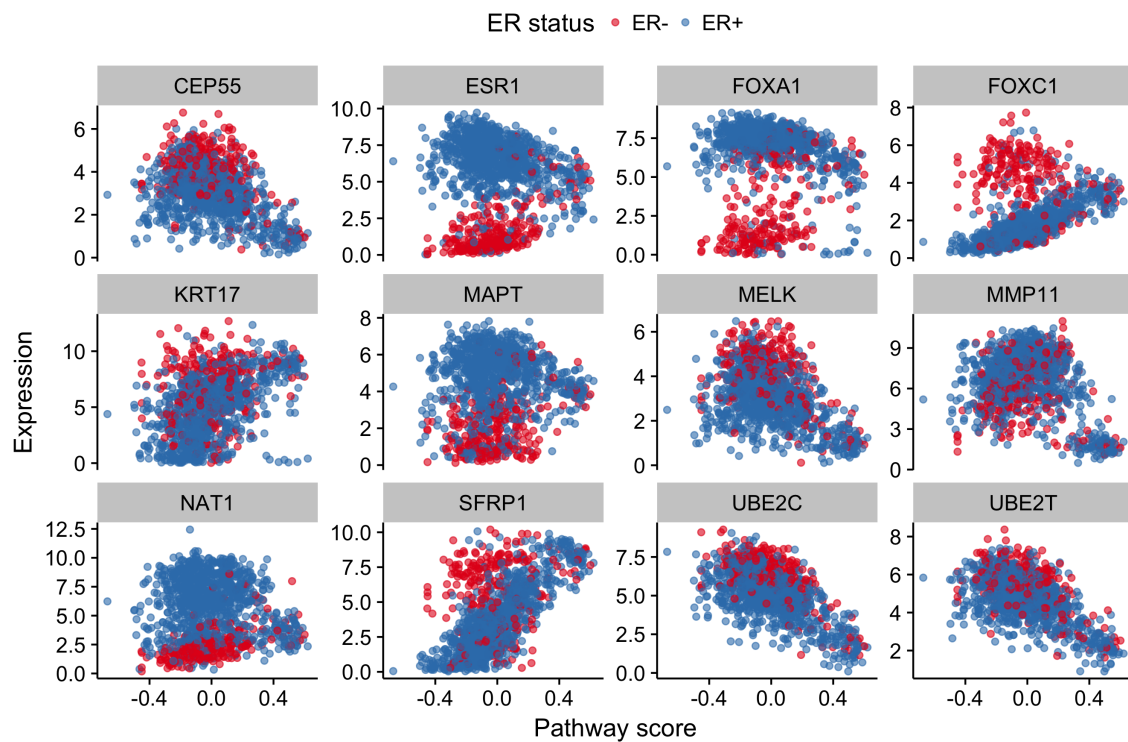 ER status ER- ER+
CEP55 ESR1 FOXA1 FOXC1
6 4 2 0
10.0 7.5 5.0 2.5 0.0
7.5 5.0 2.5 0.0
8 6 4 2 0
KRT17 MAPT MELK MMP11
10 5 0
8 6 4 2 0
6 4 2 0
9 6 3 0
NAT1 SFRP1 UBE2C UBE2T
12.5 10.0 7.5 5.0 2.5 0.0
10.0 7.5 5.0 2.5 0.0
7.5 5.0 2.5 0.0
8 6 4 2
-0.4 0.0 0.4 -0.4 0.0 0.4 -0.4 0.0 0.4 -0.4 0.0 0.4
Expression
Pathway score